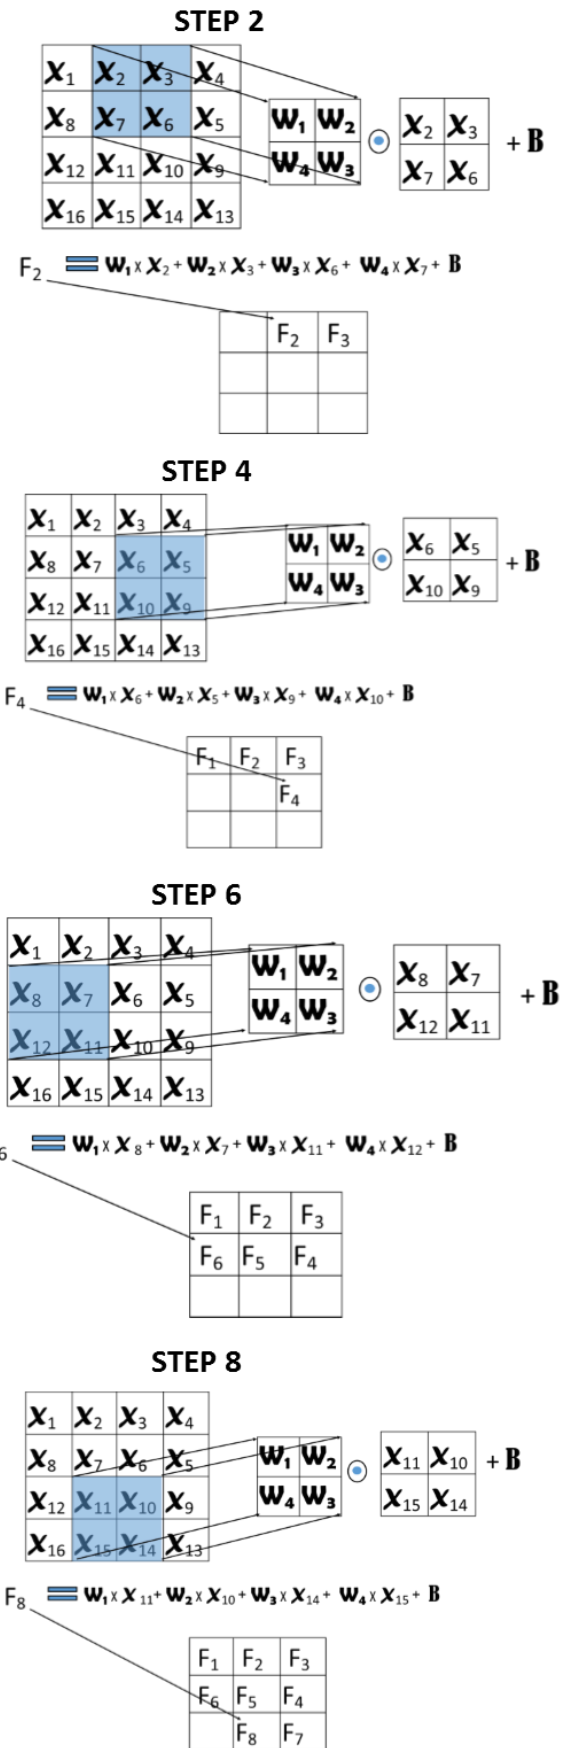 STEP 2
X1 X2 X3 X4
X8 X7 X6 X5
X12 X11 X10 X9
X16 X15 X14 X13
W1 W2
W4 W3
X2 X3
X7 X6
+ B
F2 = W1 x X2 + W2 x X3 + W3 x X6 + W4 x X7 + B
F2 F3
STEP 4
X1 X2 X3 X4
X8 X7 X6 X5
X12 X11 X10 X9
X16 X15 X14 X13
W1 W2
W4 W3
X6 X5
X10 X9
+ B
F4 = W1 x X6 + W2 x X5 + W3 x X9 + W4 x X10 + B
F1 F2 F3
F4
STEP 6
X1 X2 X3 X4
X8 X7 X6 X5
X12 X11 X10 X9
X16 X15 X14 X13
W1 W2
W4 W3
X8 X7
X12 X11
+ B
6 = W1 x X8 + W2 x X7 + W3 x X11 + W4 x X12 + B
F1 F2 F3
F6 F5 F4
STEP 8
X1 X2 X3 X4
X8 X7 X6 X5
X12 X11 X10 X9
X16 X15 X14 X13
W1 W2
W4 W3
X11 X10
X15 X14
+ B
F8 = W1 x X11 + W2 x X10 + W3 x X14 + W4 x X15 + B
F1 F2 F3
F6 F5 F4
F8 F7